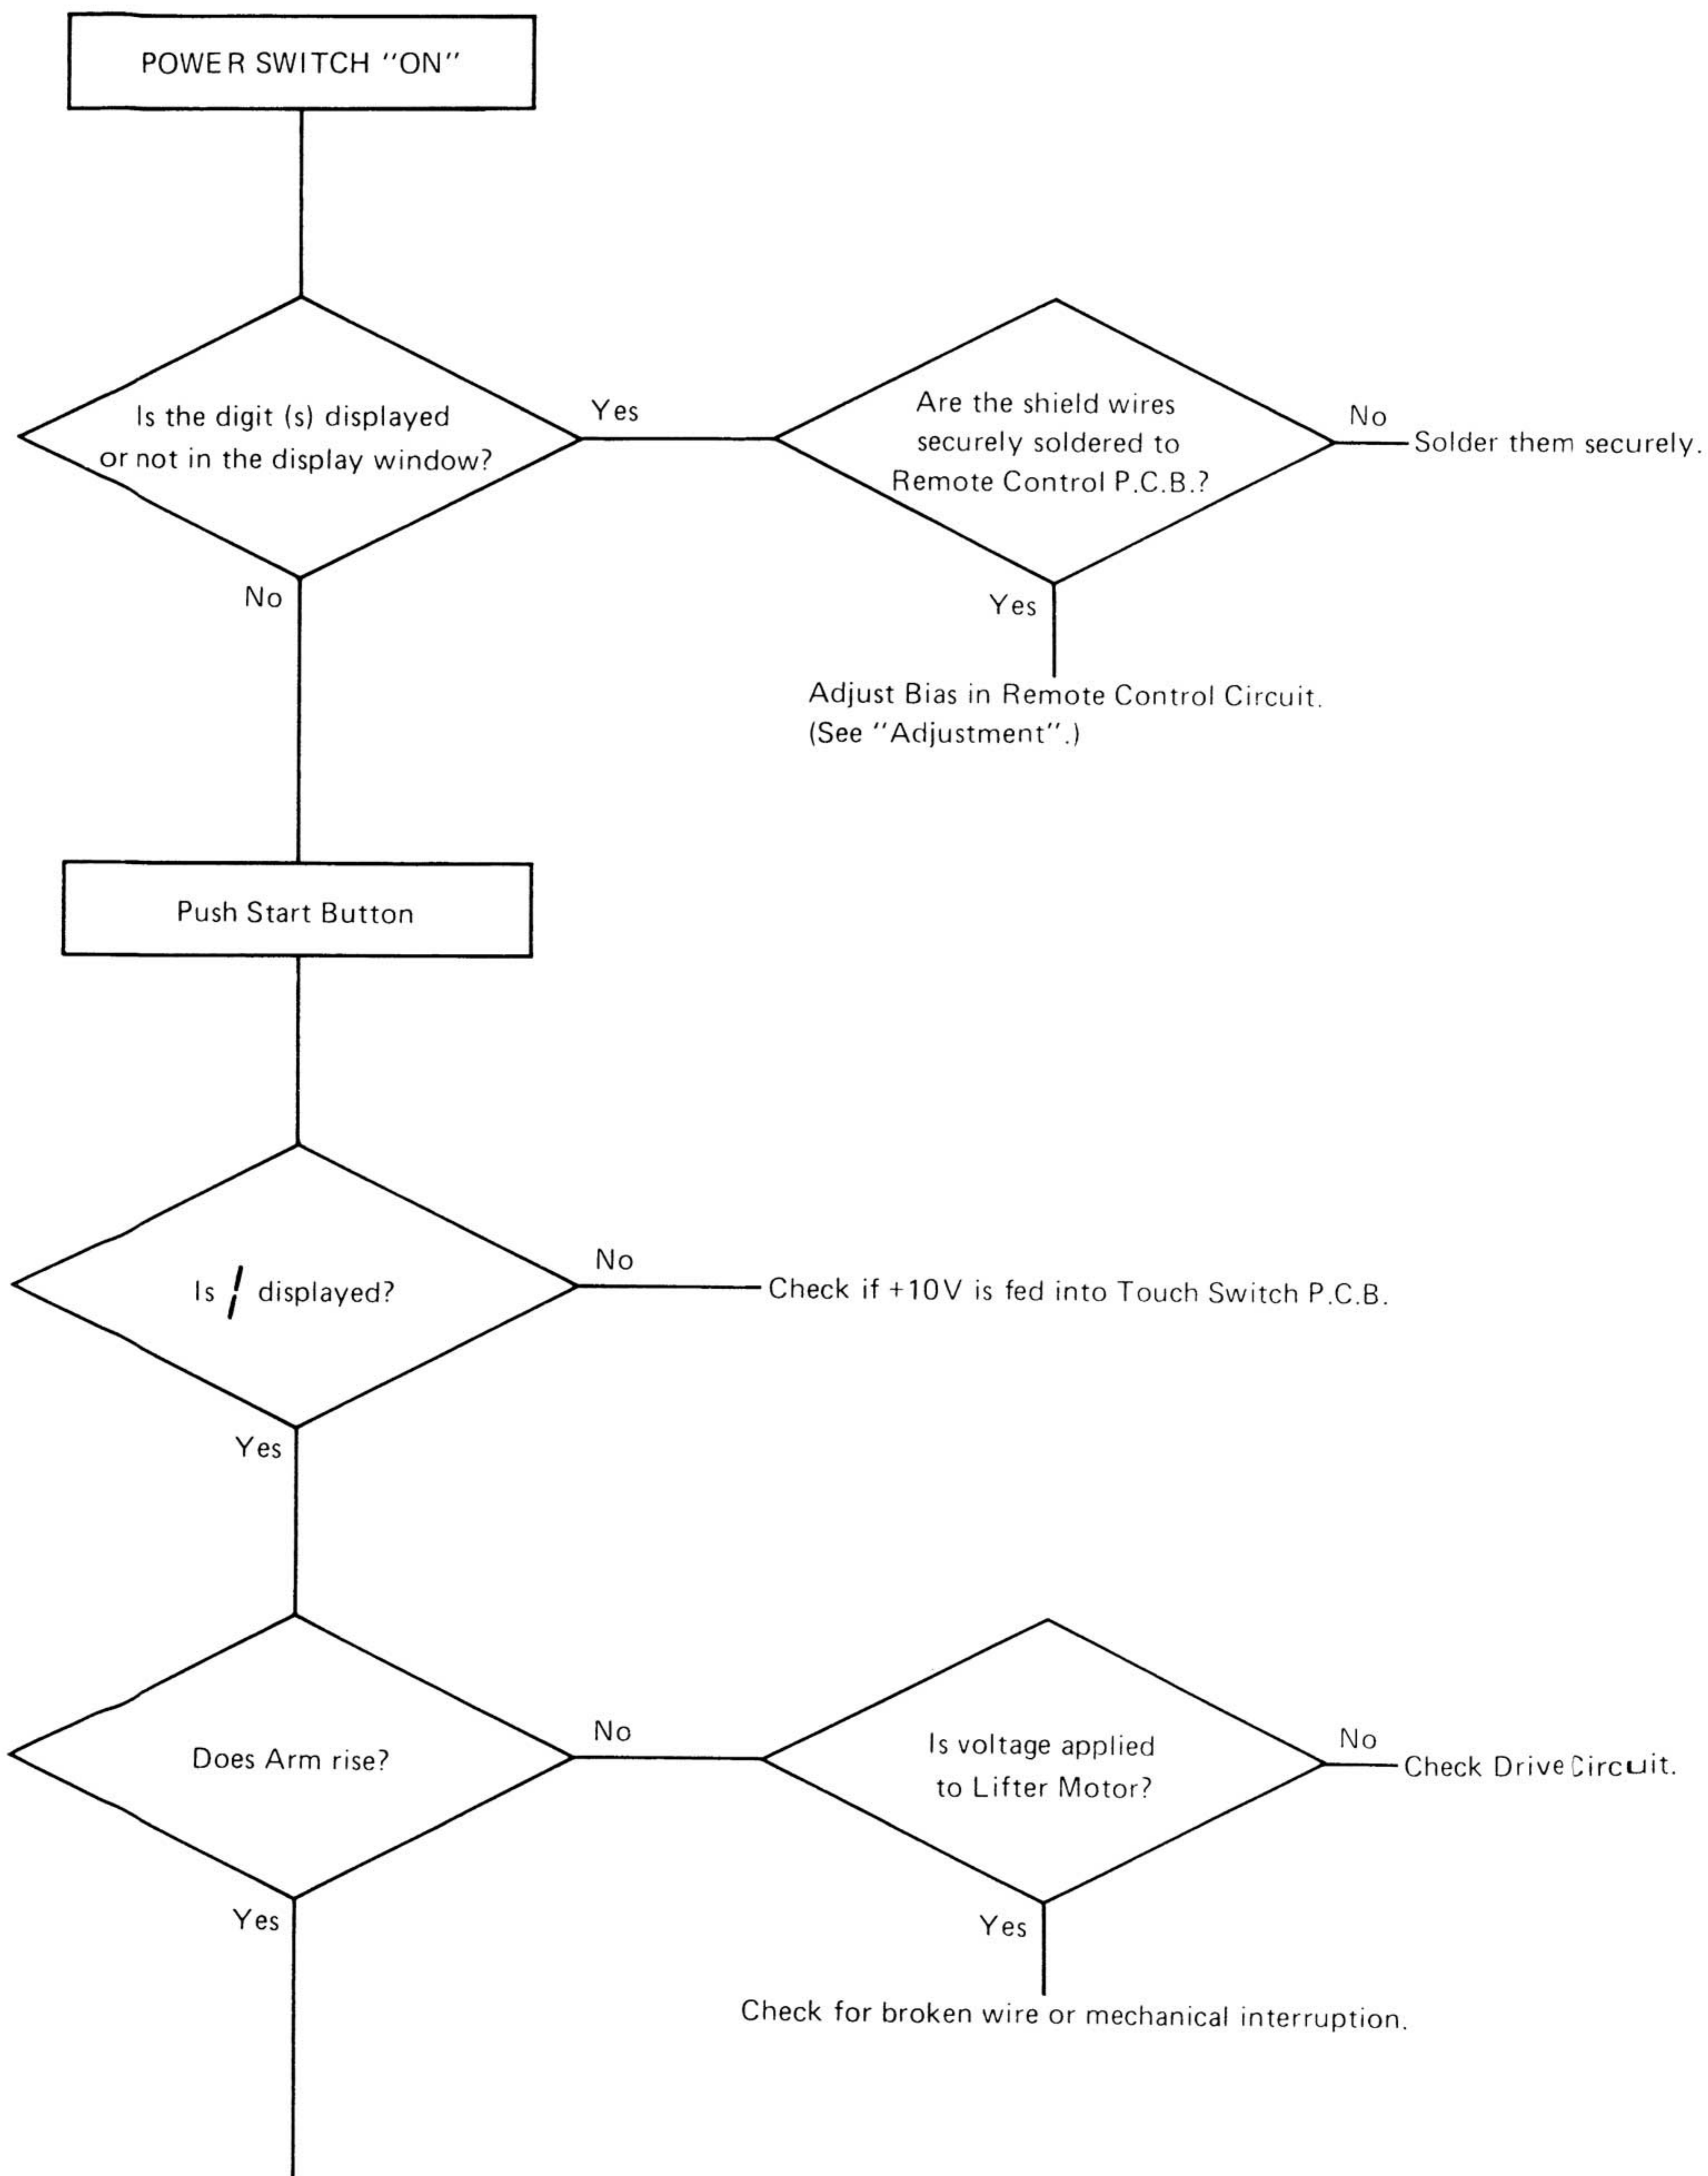 POWER SWITCH "ON"
Is the digit (s) displayed
or not in the display window?
Yes
No
Are the shield wires
securely soldered to
Remote Control P.C.B.?
No
Solder them securely.
Yes
Adjust Bias in Remote Control Circuit.
(See "Adjustment".)
Push Start Button
Is / displayed?
No
Check if +10V is fed into Touch Switch P.C.B.
Yes
Does Arm rise?
No
Is voltage applied
to Lifter Motor?
No
Check Drive Circuit.
Yes
Yes
Check for broken wire or mechanical interruption.